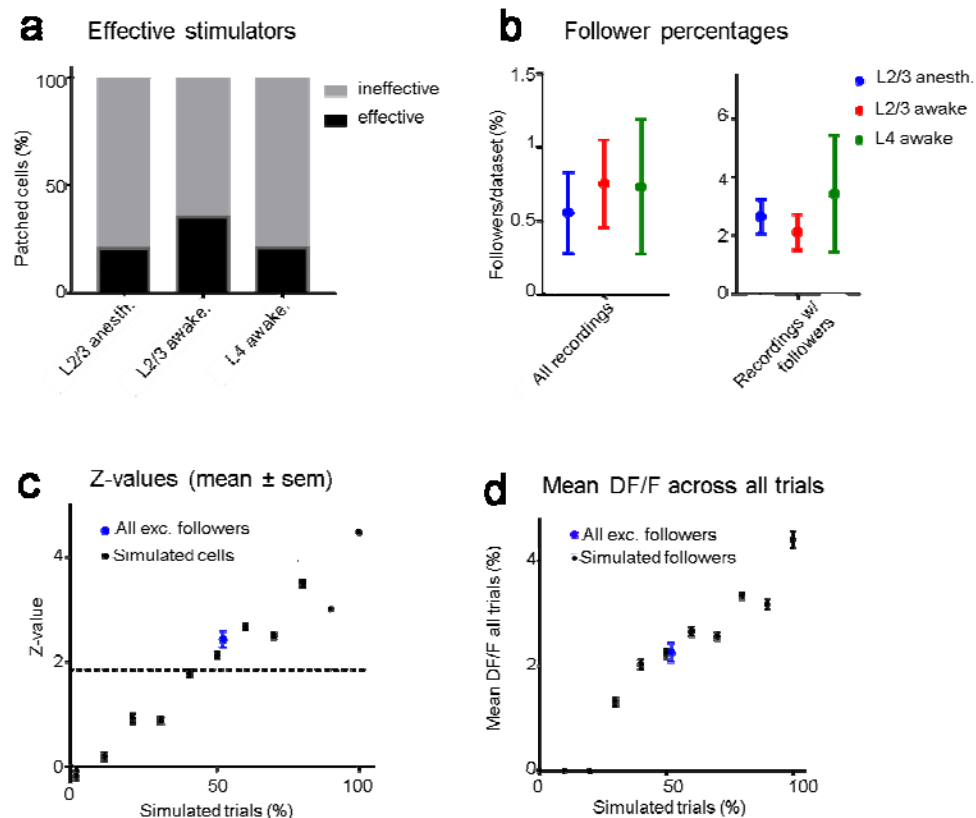 a Effective stimulators
100
50
0
Patched cells (%)
ineffective
effective
L2/3 anesth.
L2/3 awake.
L4 awake.
b Follower percentages
1.5
1
0.5
0
Followers/dataset (%)
All recordings
6
4
2
0
Recordings w/
followers
L2/3 anesth.
L2/3 awake
L4 awake
c Z-values (mean ± sem)
All exc. followers
Simulated cells
4
2
0
Z-value
0 50 100
Simulated trials (%)
d Mean DF/F across all trials
All exc. followers
Simulated followers
4
2
0
Mean DF/F all trials (%)
0 50 100
Simulated trials (%)